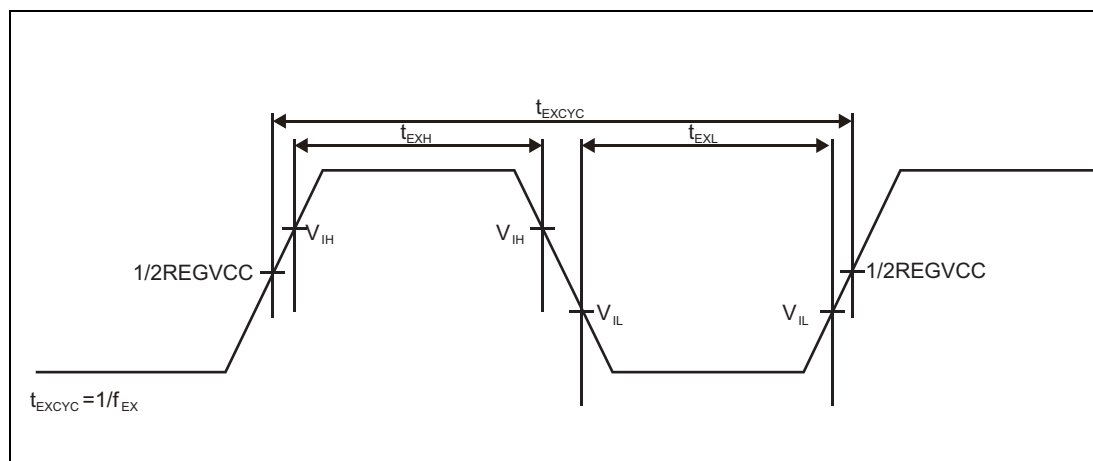 tEXCYC
tEXH
tEXL
VIH
VIH
1/2REGVCC
1/2REGVCC
VIL
VIL
tEXCYC=1/fEX